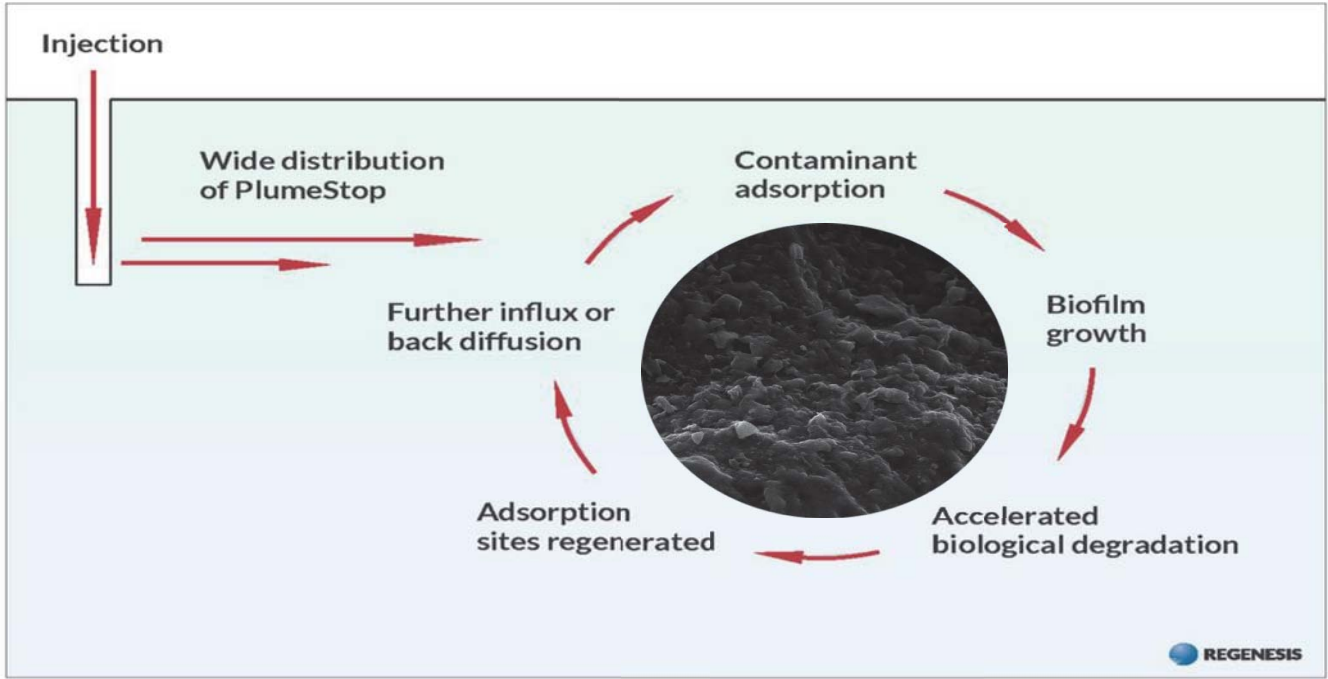 Injection
Wide distribution
of PlumeStop
Contaminant
adsorption
Biofilm
growth
Accelerated
biological degradation
Adsorption
sites regenerated
Further influx or
back diffusion
REGENESIS